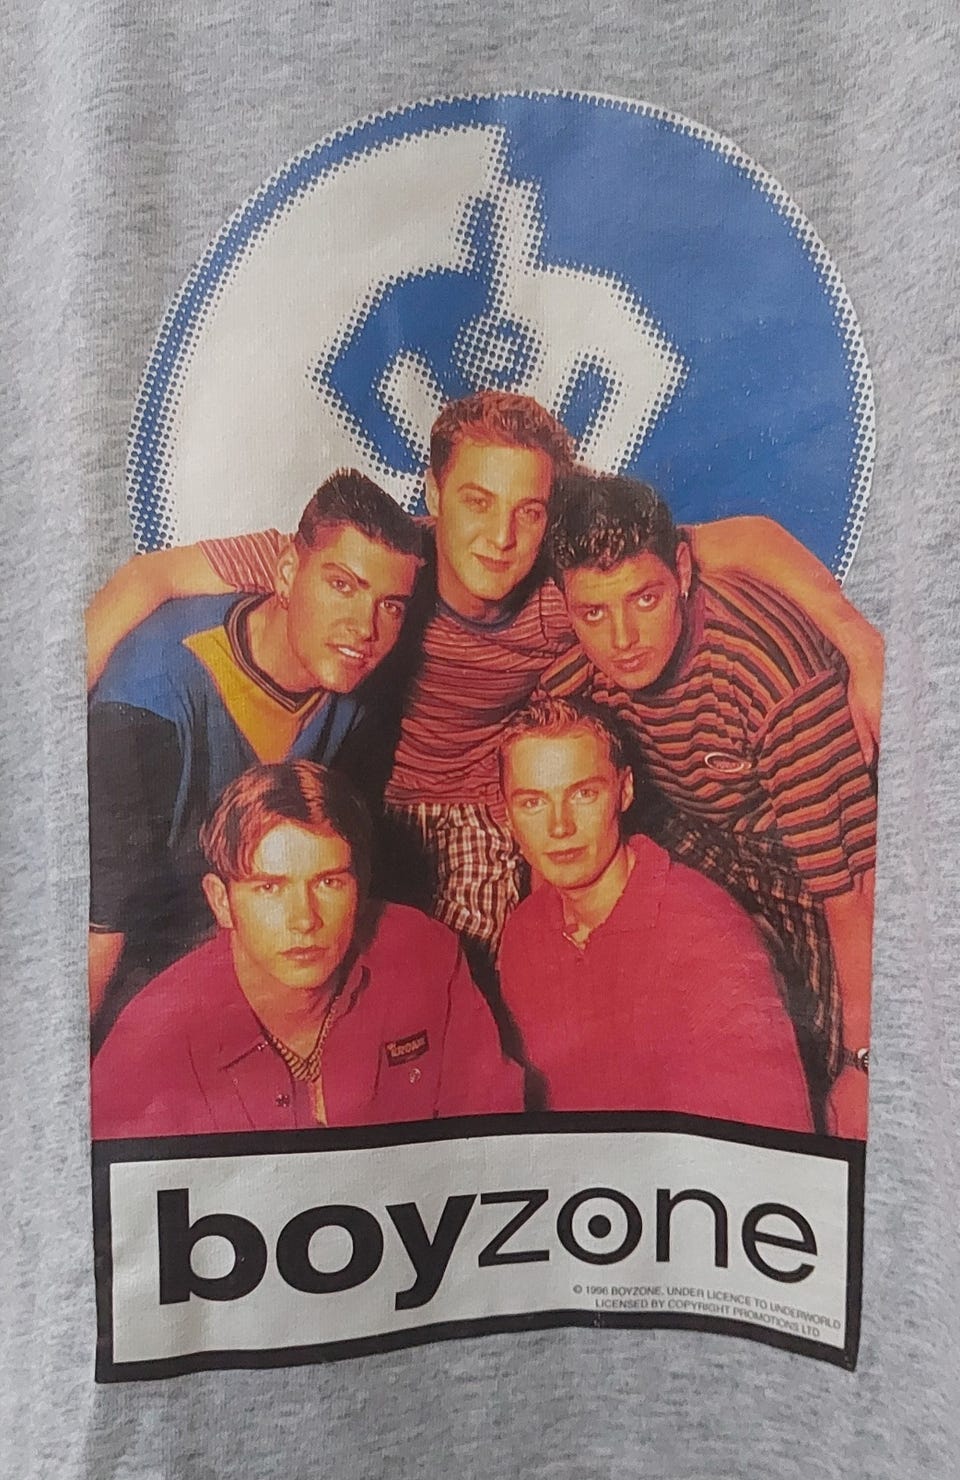 boyzone
© 1996 BOYZONE. UNDER LICENCE TO UNDERWORLD
LICENSED BY COPYRIGHT PROMOTIONS LTD